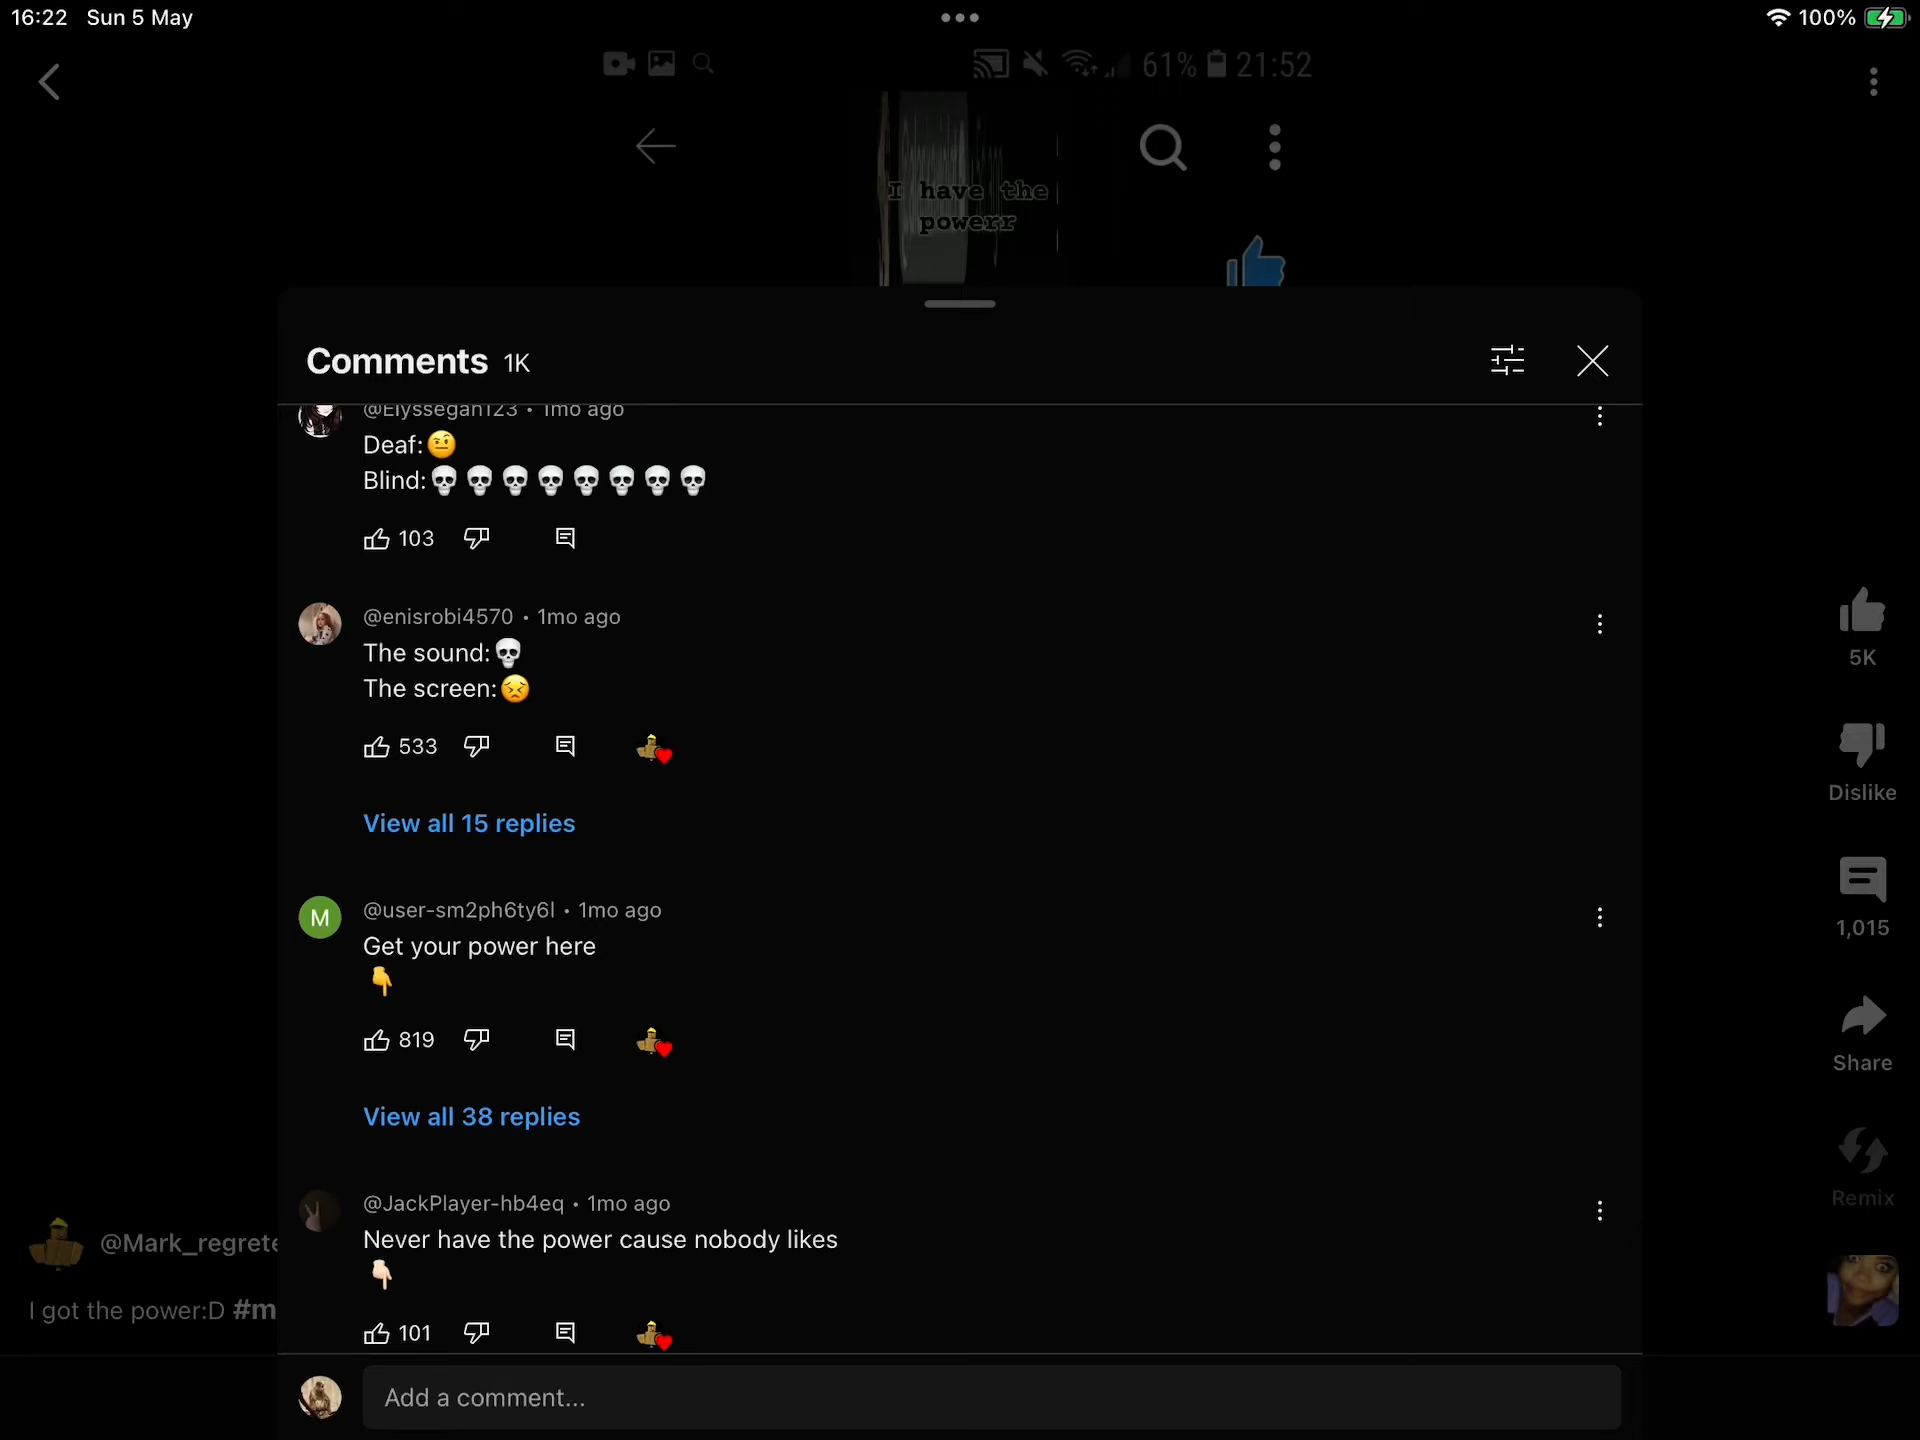 16:22 Sun 5 May
100%
61% 21:52
I have the
powerr
Comments 1K
@Elyssegan123 • 1mo ago
Deaf:🤨
Blind:💀💀💀💀💀💀💀💀
103
@enisrobi4570 • 1mo ago
The sound:💀
The screen:😣
533
View all 15 replies
@user-sm2ph6ty6l • 1mo ago
M
Get your power here
👇
819
View all 38 replies
@JackPlayer-hb4eq • 1mo ago
Never have the power cause nobody likes
👇🏻
101
Add a comment...
5K
Dislike
1,015
Share
Remix
@Mark_regrete
I got the power:D #m